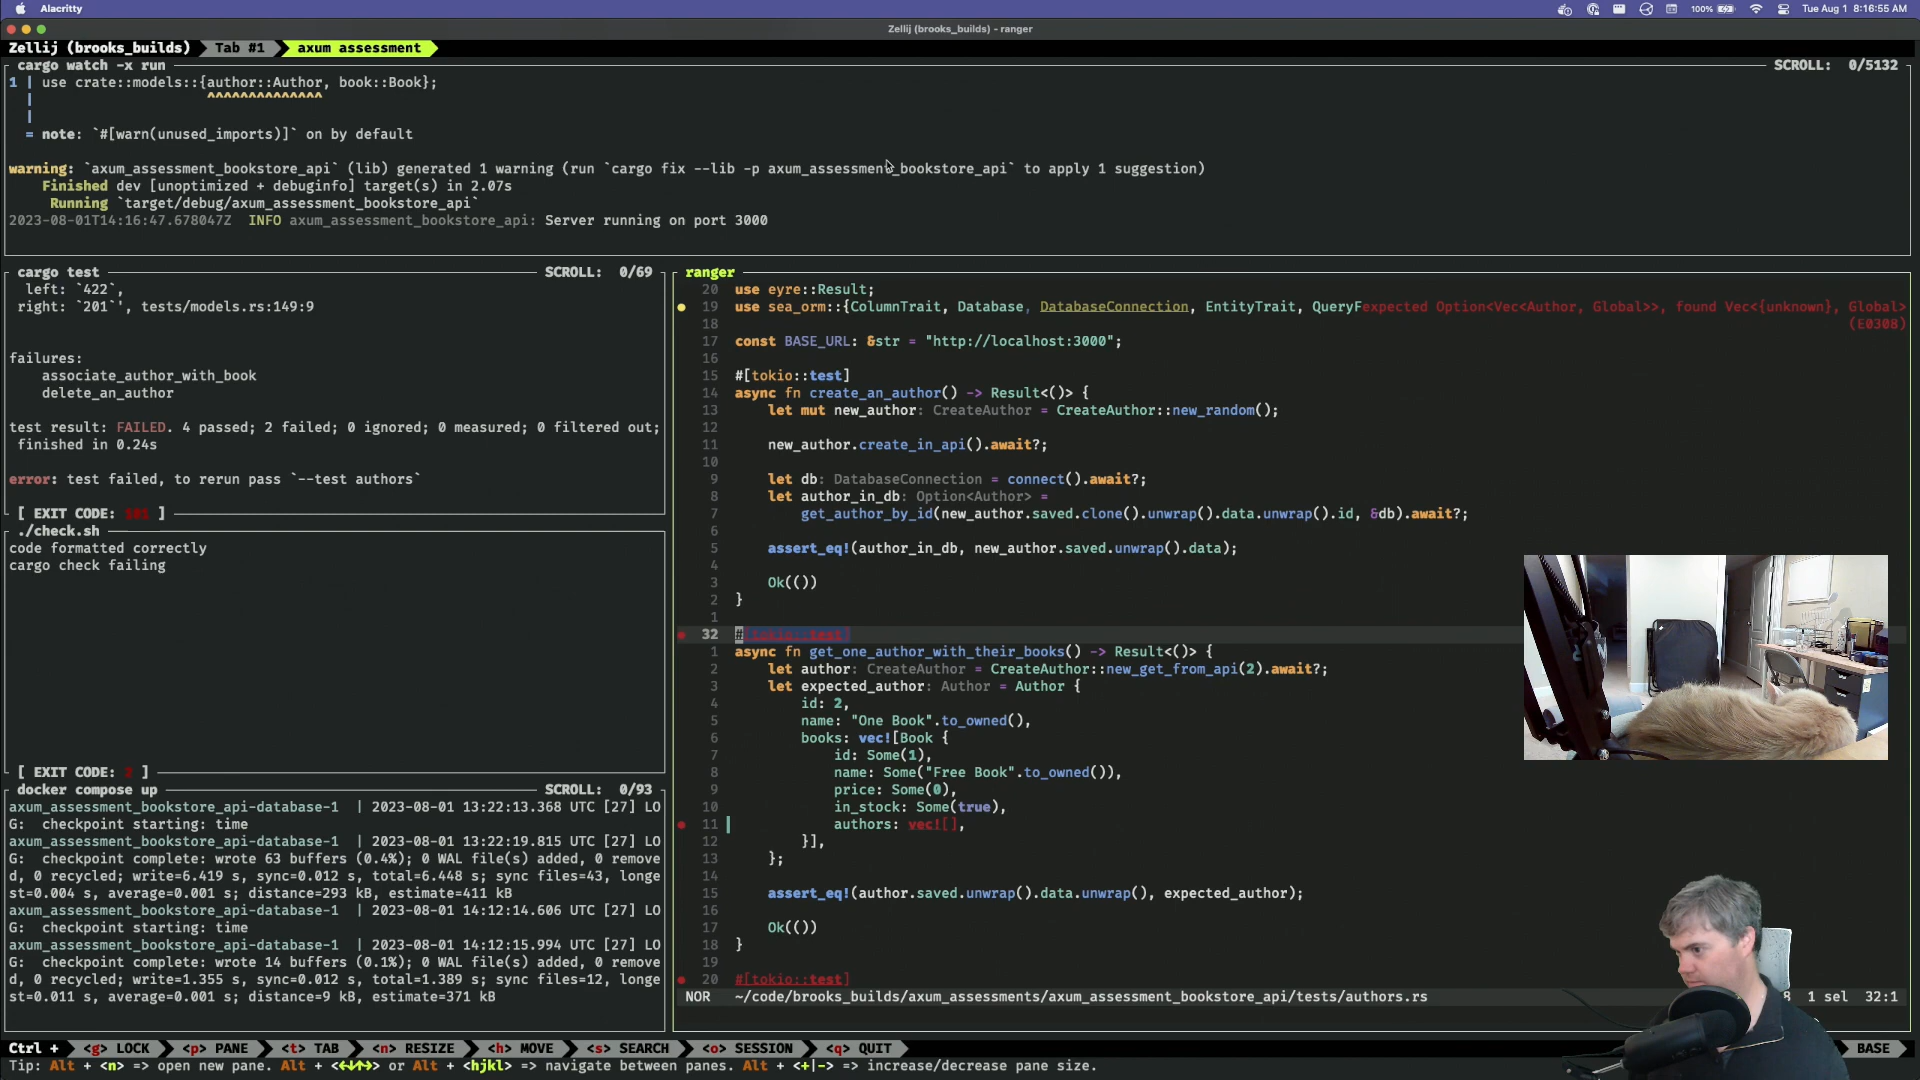 Alacritty
100%
Tue Aug 1 8:16:55 AM
Zellij (brooks_builds) - ranger
Zellij (brooks_builds) Tab #1 axum assessment
cargo watch -x run SCROLL: 0/5132
1 | use crate::models::{author::Author, book::Book};
| ^^^^^^^^^^^^^^
|
= note: `#[warn(unused_imports)]` on by default
warning: `axum_assessment_bookstore_api` (lib) generated 1 warning (run `cargo fix --lib -p axum_assessment_bookstore_api` to apply 1 suggestion)
Finished dev [unoptimized + debuginfo] target(s) in 2.07s
Running `target/debug/axum_assessment_bookstore_api`
2023-08-01T14:16:47.678047Z INFO axum_assessment_bookstore_api: Server running on port 3000
cargo test SCROLL: 0/69
left: `422`,
right: `201`', tests/models.rs:149:9
failures:
associate_author_with_book
delete_an_author
test result: FAILED. 4 passed; 2 failed; 0 ignored; 0 measured; 0 filtered out;
finished in 0.24s
error: test failed, to rerun pass `--test authors`
[ EXIT CODE: ]
./check.sh
code formatted correctly
cargo check failing
[ EXIT CODE: ]
docker compose up SCROLL: 0/93
axum_assessment_bookstore_api-database-1 | 2023-08-01 13:22:13.368 UTC [27] LO
G: checkpoint starting: time
axum_assessment_bookstore_api-database-1 | 2023-08-01 13:22:19.815 UTC [27] LO
G: checkpoint complete: wrote 63 buffers (0.4%); 0 WAL file(s) added, 0 remove
d, 0 recycled; write=6.419 s, sync=0.012 s, total=6.448 s; sync files=43, longe
st=0.004 s, average=0.001 s; distance=293 kB, estimate=411 kB
axum_assessment_bookstore_api-database-1 | 2023-08-01 14:12:14.606 UTC [27] LO
G: checkpoint starting: time
axum_assessment_bookstore_api-database-1 | 2023-08-01 14:12:15.994 UTC [27] LO
G: checkpoint complete: wrote 14 buffers (0.1%); 0 WAL file(s) added, 0 remove
d, 0 recycled; write=1.355 s, sync=0.012 s, total=1.389 s; sync files=12, longe
st=0.011 s, average=0.001 s; distance=9 kB, estimate=371 kB
ranger
20 use eyre::Result;
19 use sea_orm::{ColumnTrait, Database, DatabaseConnection, EntityTrait, QueryFexpected Option<Vec<Author, Global>>, found Vec<{unknown}, Global>
18 (E0308)
17 const BASE_URL: &str = "http://localhost:3000";
16
15 #[tokio::test]
14 async fn create_an_author() -> Result<()> {
13 let mut new_author: CreateAuthor = CreateAuthor::new_random();
12
11 new_author.create_in_api().await?;
10
9 let db: DatabaseConnection = connect().await?;
8 let author_in_db: Option<Author> =
7 get_author_by_id(new_author.saved.clone().unwrap().data.unwrap().id, &db).await?;
6
5 assert_eq!(author_in_db, new_author.saved.unwrap().data);
4
3 Ok(())
2 }
1
32 #[tokio::test]
1 async fn get_one_author_with_their_books() -> Result<()> {
2 let author: CreateAuthor = CreateAuthor::new_get_from_api(2).await?;
3 let expected_author: Author = Author {
4 id: 2,
5 name: "One Book".to_owned(),
6 books: vec![Book {
7 id: Some(1),
8 name: Some("Free Book".to_owned()),
9 price: Some(0),
10 in_stock: Some(true),
11 authors: vec![],
12 }],
13 };
14
15 assert_eq!(author.saved.unwrap().data.unwrap(), expected_author);
16
17 Ok(())
18 }
19
20 #[tokio::test]
NOR ~/code/brooks_builds/axum_assessments/axum_assessment_bookstore_api/tests/authors.rs 1 sel 32:1
Ctrl + <g> LOCK <p> PANE <t> TAB <n> RESIZE <h> MOVE <s> SEARCH <o> SESSION <q> QUIT BASE
Tip: Alt + <n> => open new pane. Alt + <←↓↑→> or Alt + <hjkl> => navigate between panes. Alt + <+|-> => increase/decrease pane size.